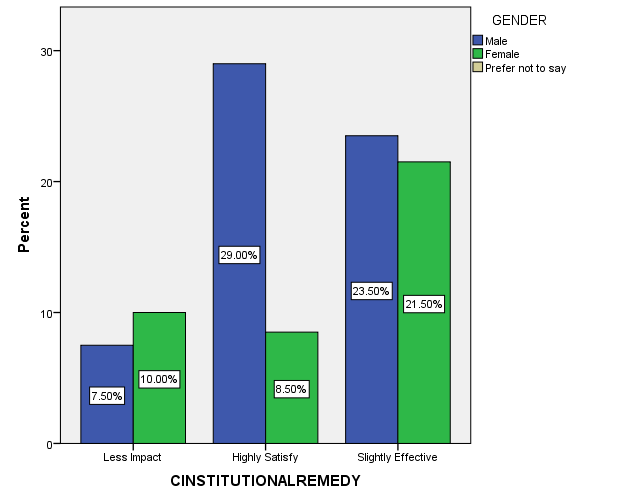 GENDER
Male
Female
Prefer not to say
30
20
10
0
Percent
29.00%
23.50%
21.50%
10.00%
8.50%
7.50%
Less Impact
Highly Satisfy
Slightly Effective
CINSTITUTIONALREMEDY